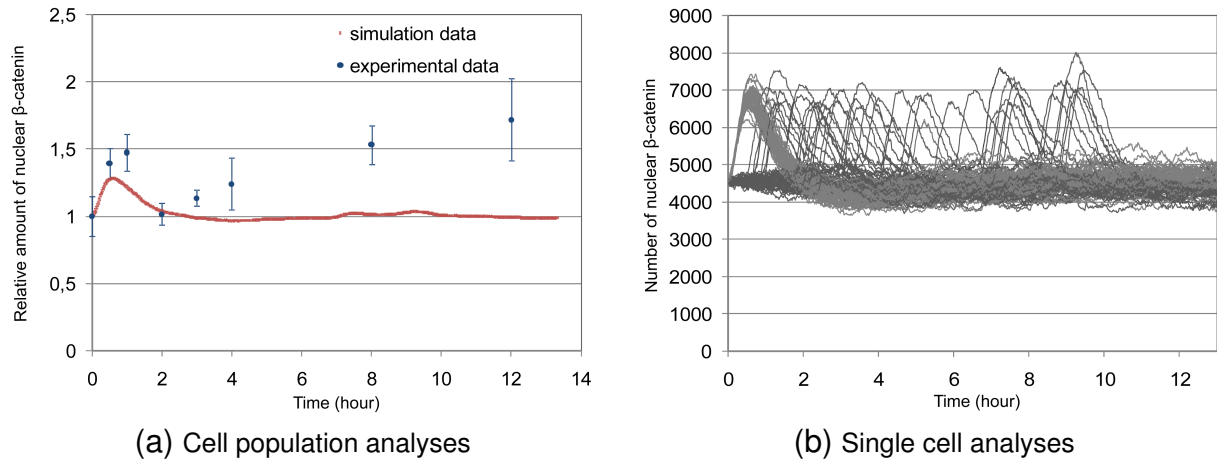 2,5
2
1,5
1
0,5
0
Relative amount of nuclear β-catenin
simulation data
experimental data
0 2 4 6 8 10 12 14
Time (hour)
(a) Cell population analyses
9000
8000
7000
6000
5000
4000
3000
2000
1000
0
Number of nuclear β-catenin
0 2 4 6 8 10 12
Time (hour)
(b) Single cell analyses